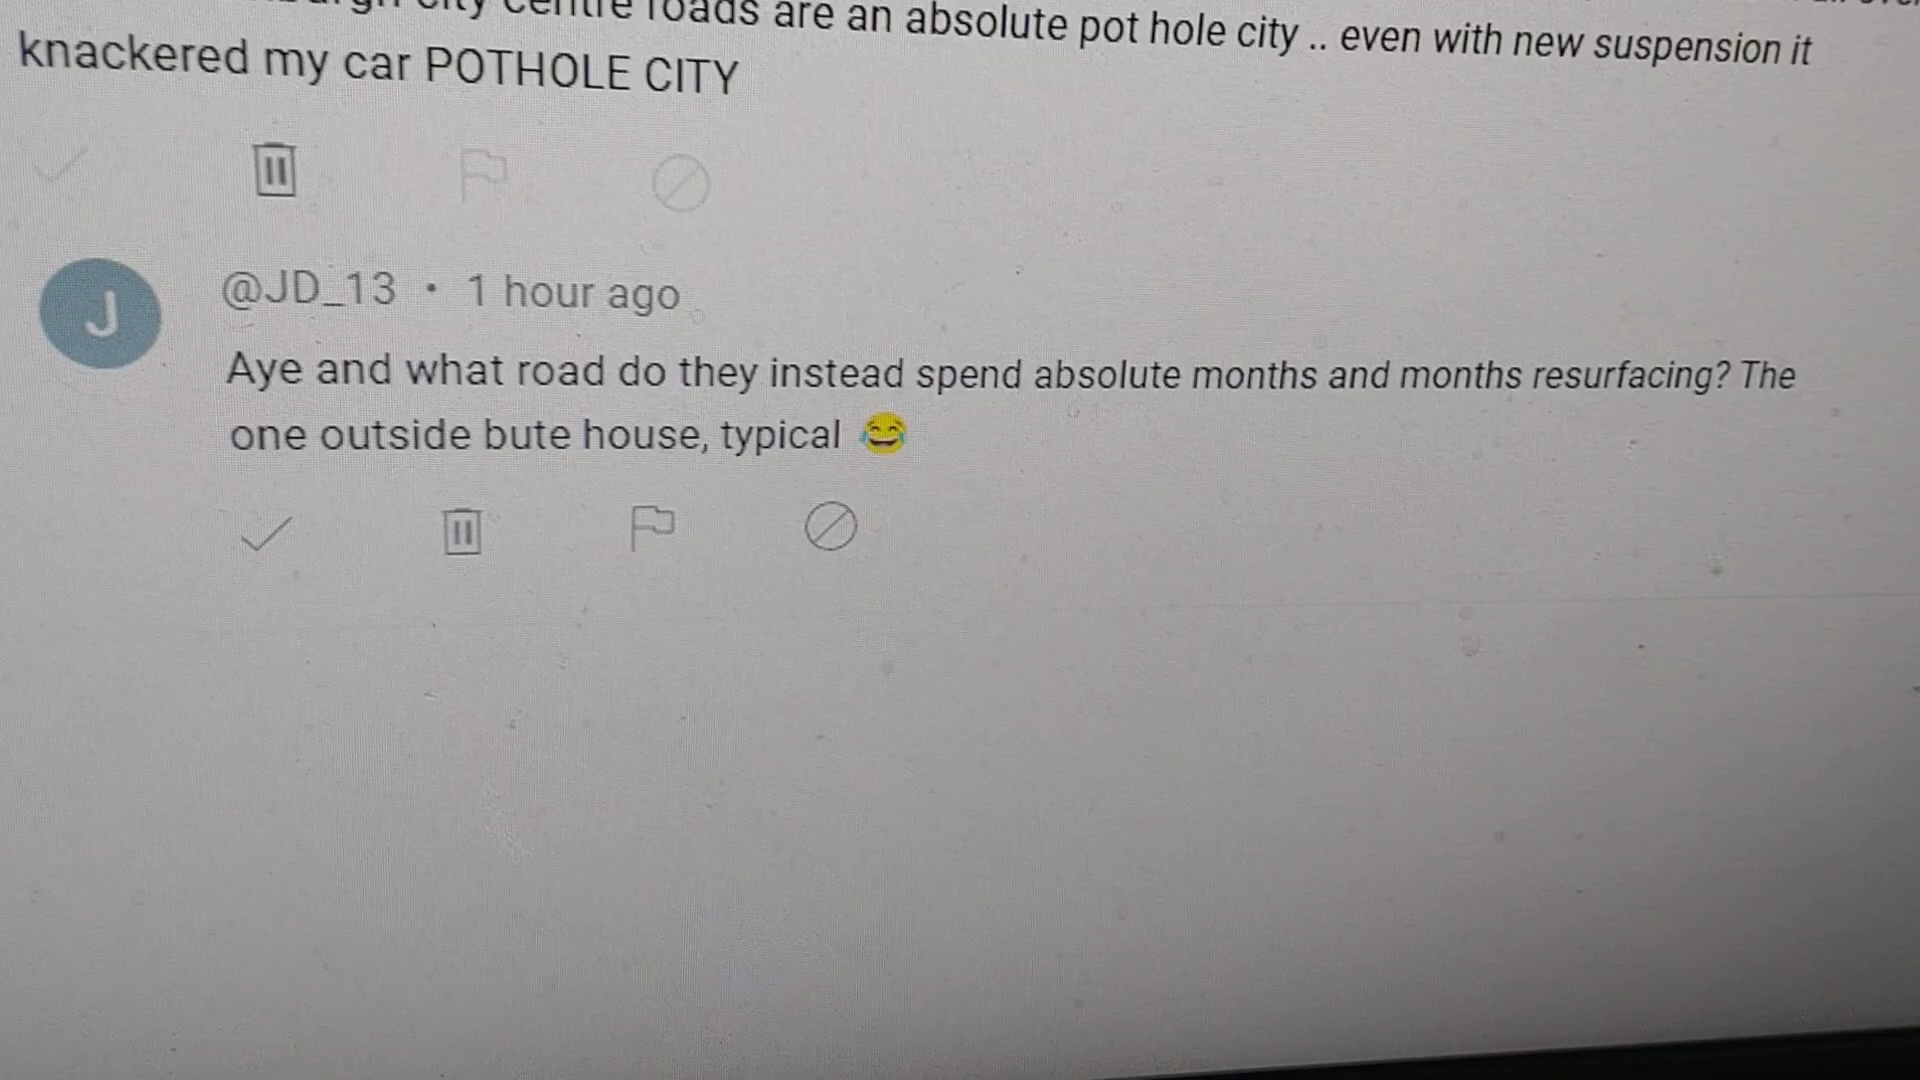 city centre roads are an absolute pot hole city .. even with new suspension it
knackered my car POTHOLE CITY
J
@JD_13 • 1 hour ago
Aye and what road do they instead spend absolute months and months resurfacing? The
one outside bute house, typical 😂